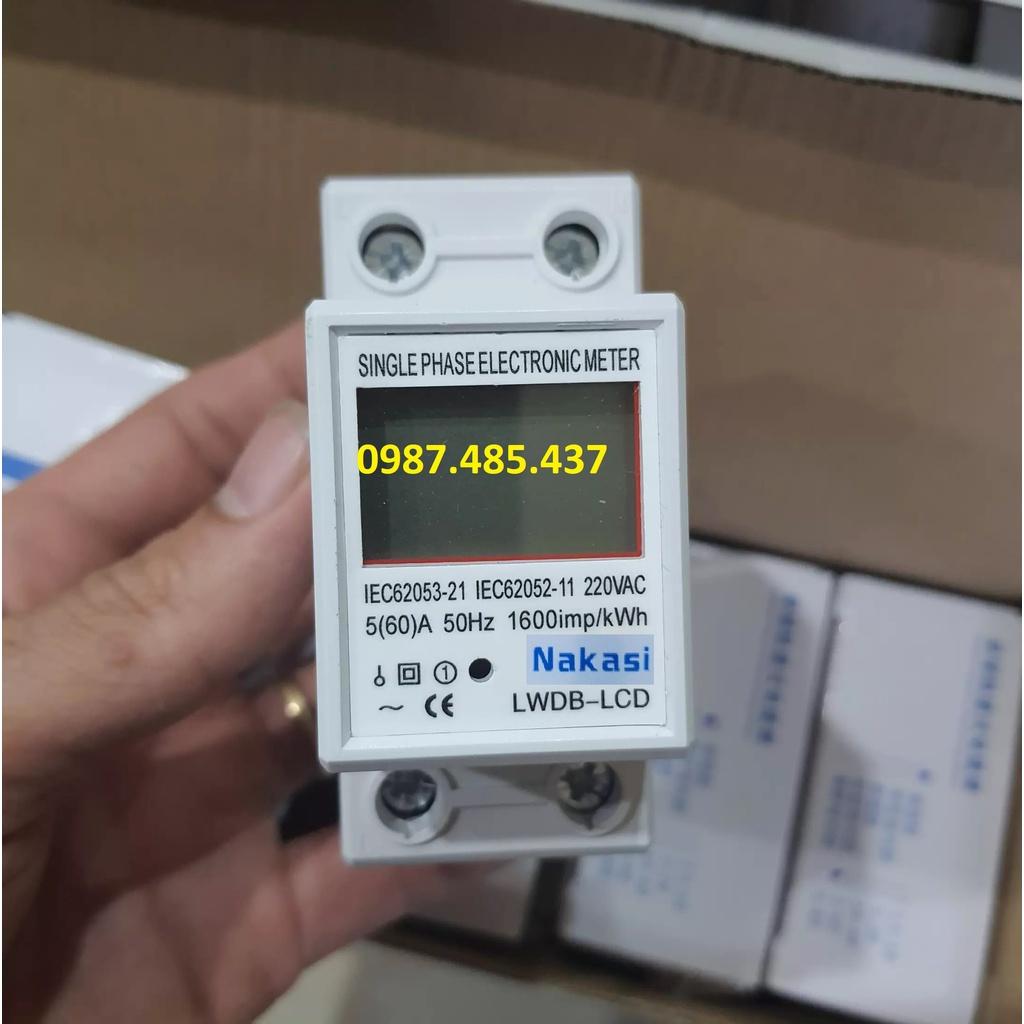 SINGLE PHASE ELECTRONIC METER
0987.485.437
IEC62053-21 IEC62052-11 220VAC
5(60)A 50Hz 1600imp/kWh
Nakasi
1
~ CE
LWDB-LCD